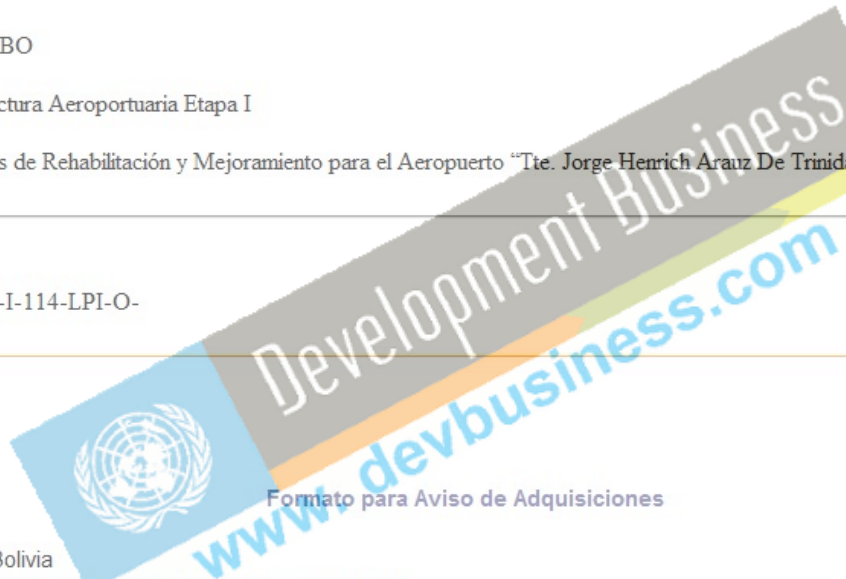 BO
ctura Aeroportuaria Etapa I
s de Rehabilitación y Mejoramiento para el Aeropuerto “Tte. Jorge Henrich Arauz De Trinida
-I-114-LPI-O-
Development Business
www.devbusiness.com
Formato para Aviso de Adquisiciones
Bolivia